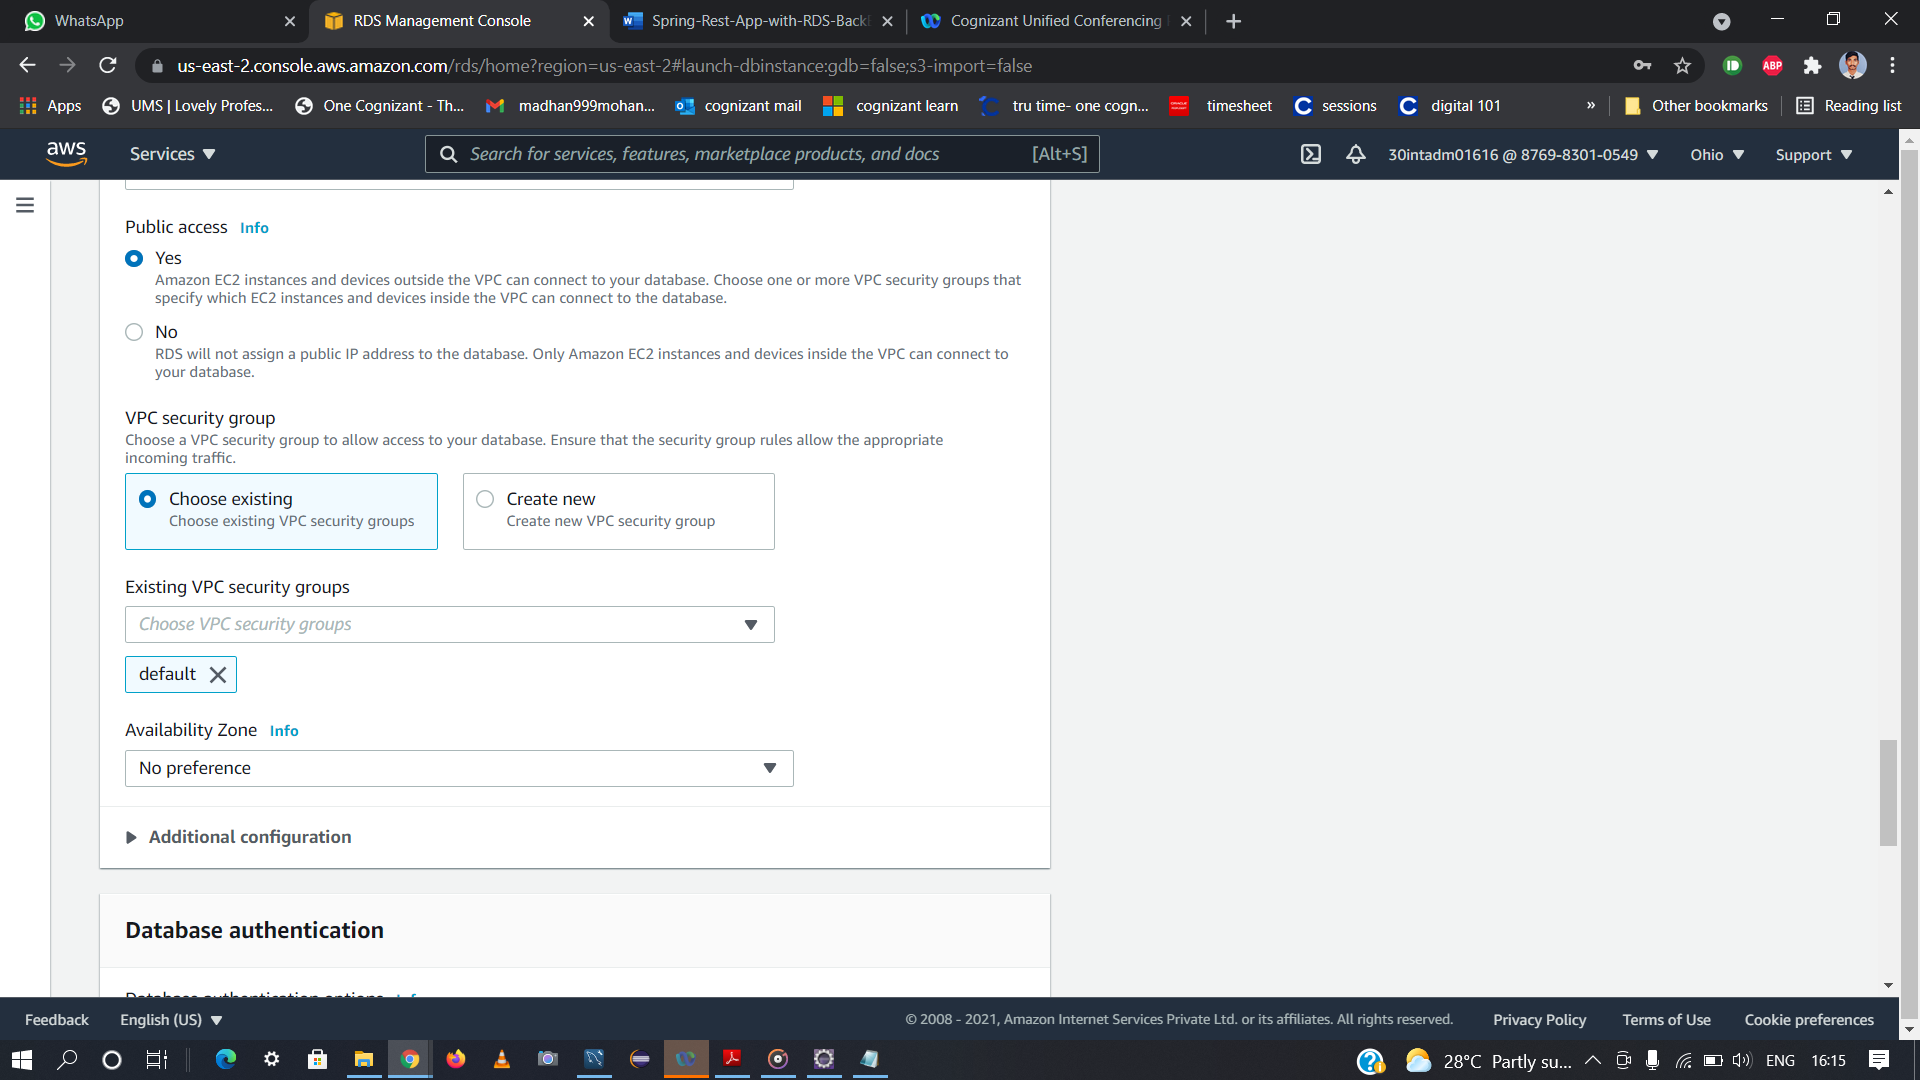 WhatsApp
RDS Management Console
Spring-Rest-App-with-RDS-BackE
Cognizant Unified Conferencing
us-east-2.console.aws.amazon.com/rds/home?region=us-east-2#launch-dbinstance:gdb=false;s3-import=false
ABP
Apps
UMS | Lovely Profes...
One Cognizant - Th...
madhan999mohan...
cognizant mail
cognizant learn
tru time- one cogn...
timesheet
sessions
digital 101
»
Other bookmarks
Reading list
aws
Services
Search for services, features, marketplace products, and docs
[Alt+S]
30intadm01616 @ 8769-8301-0549
Ohio
Support
Public access Info
Yes
Amazon EC2 instances and devices outside the VPC can connect to your database. Choose one or more VPC security groups that
specify which EC2 instances and devices inside the VPC can connect to the database.
No
RDS will not assign a public IP address to the database. Only Amazon EC2 instances and devices inside the VPC can connect to
your database.
VPC security group
Choose a VPC security group to allow access to your database. Ensure that the security group rules allow the appropriate
incoming traffic.
Choose existing
Choose existing VPC security groups
Create new
Create new VPC security group
Existing VPC security groups
Choose VPC security groups
default
Availability Zone Info
No preference
Additional configuration
Database authentication
Database authentication options Info
Feedback
English (US)
© 2008 - 2021, Amazon Internet Services Private Ltd. or its affiliates. All rights reserved.
Privacy Policy
Terms of Use
Cookie preferences
28°C Partly su...
ENG
16:15